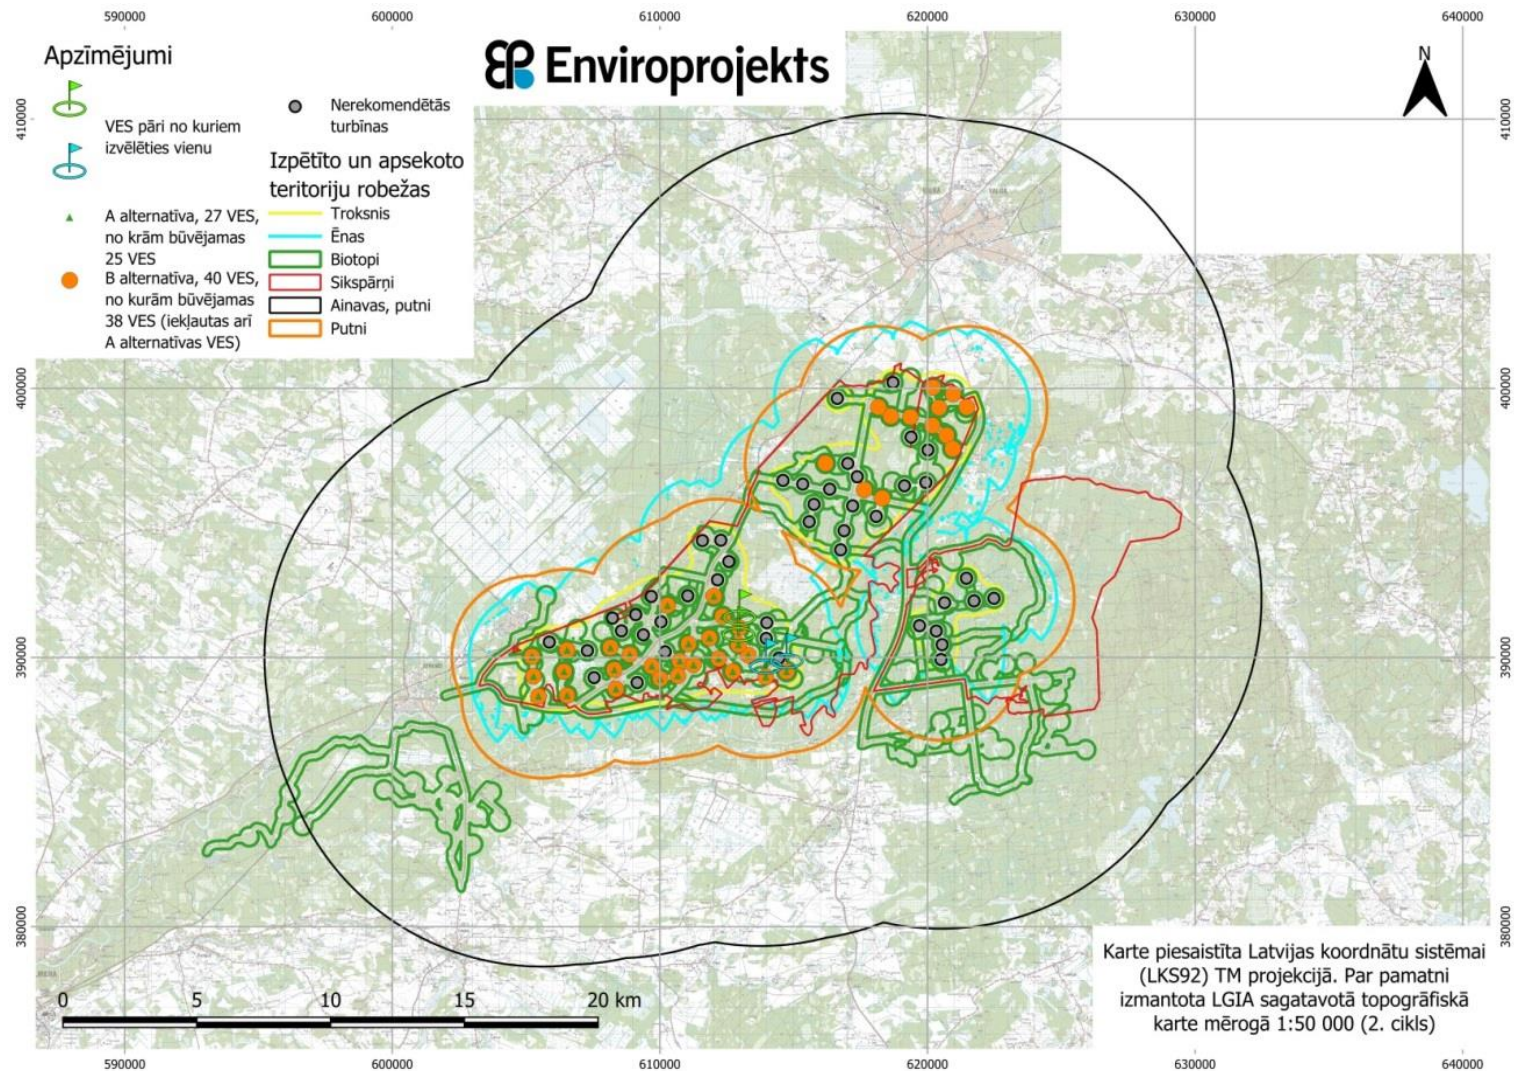 590000
600000
610000
620000
630000
640000
Apzīmējumi
Enviroprojekts
N
VES pāri no kuriem
izvēlēties vienu
Nerekomendētās
turbīnas
Izpētīto un apsekoto
teritoriju robežas
A alternatīva, 27 VES,
no krām būvējamas
25 VES
B alternatīva, 40 VES,
no kurām būvējamas
38 VES (iekļautas arī
A alternatīvas VES)
Troksnis
Ēnas
Biotopi
Sikspārņi
Ainavas, putni
Putni
410000
400000
390000
380000
410000
400000
390000
380000
0 5 10 15 20 km
Karte piesaistīta Latvijas koordnātu sistēmai
(LKS92) TM projekcijā. Par pamatni
izmantota LGIA sagatavotā topogrāfiskā
karte mērogā 1:50 000 (2. cikls)
590000
600000
610000
620000
630000
640000